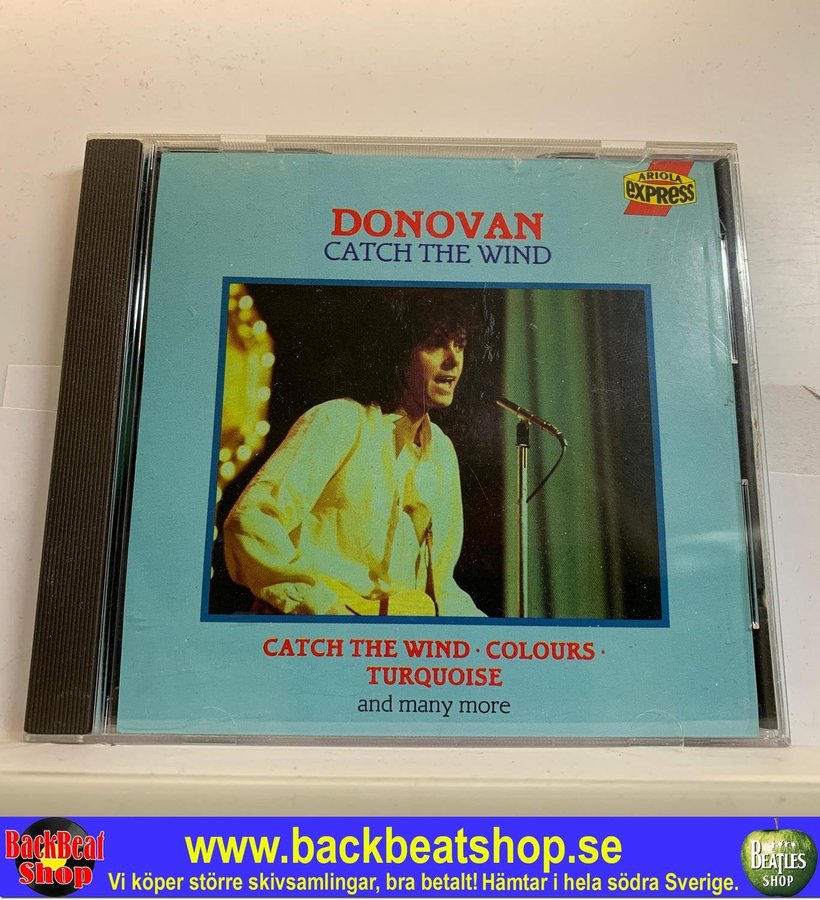 ARIOLA
EXPRESS
DONOVAN
CATCH THE WIND
CATCH THE WIND · COLOURS ·
TURQUOISE
and many more
BackBeat
Shop
www.backbeatshop.se
Vi köper större skivsamlingar, bra betalt! Hämtar i hela södra Sverige.
BEATLES
SHOP